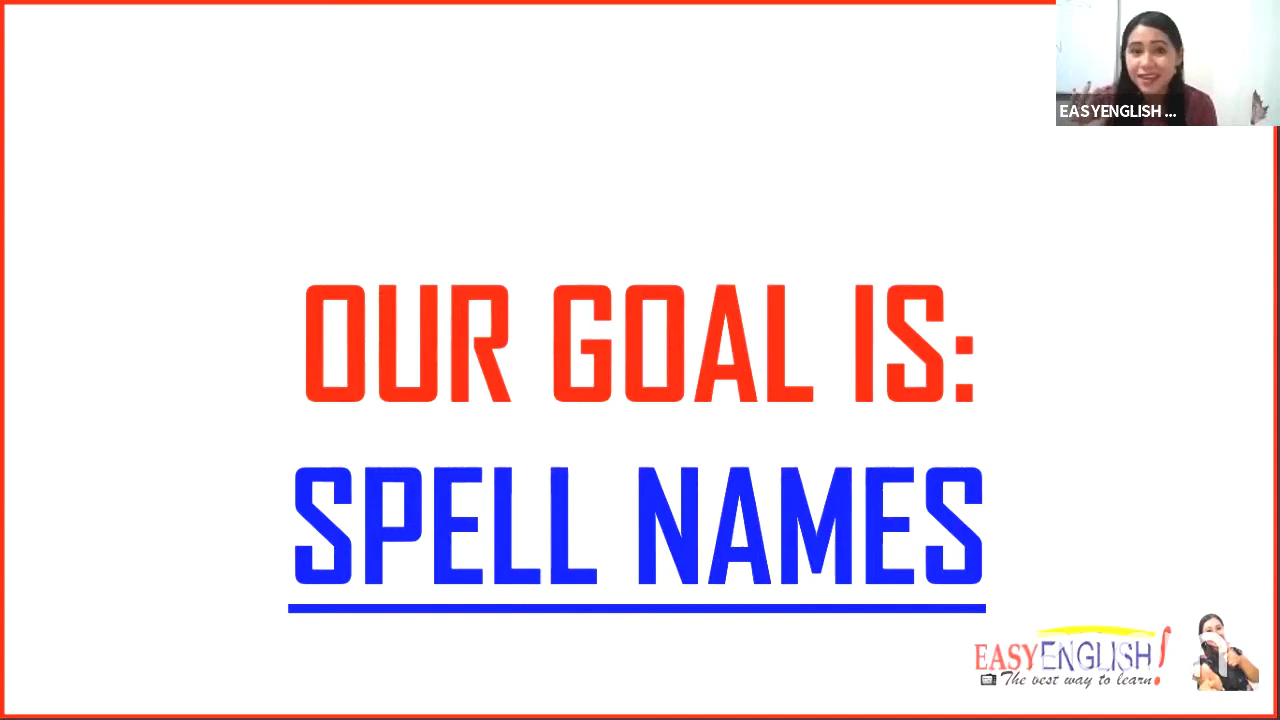 EASYENGLISH ...
OUR GOAL IS:
SPELL NAMES
EASYENGLISH!
The best way to learn